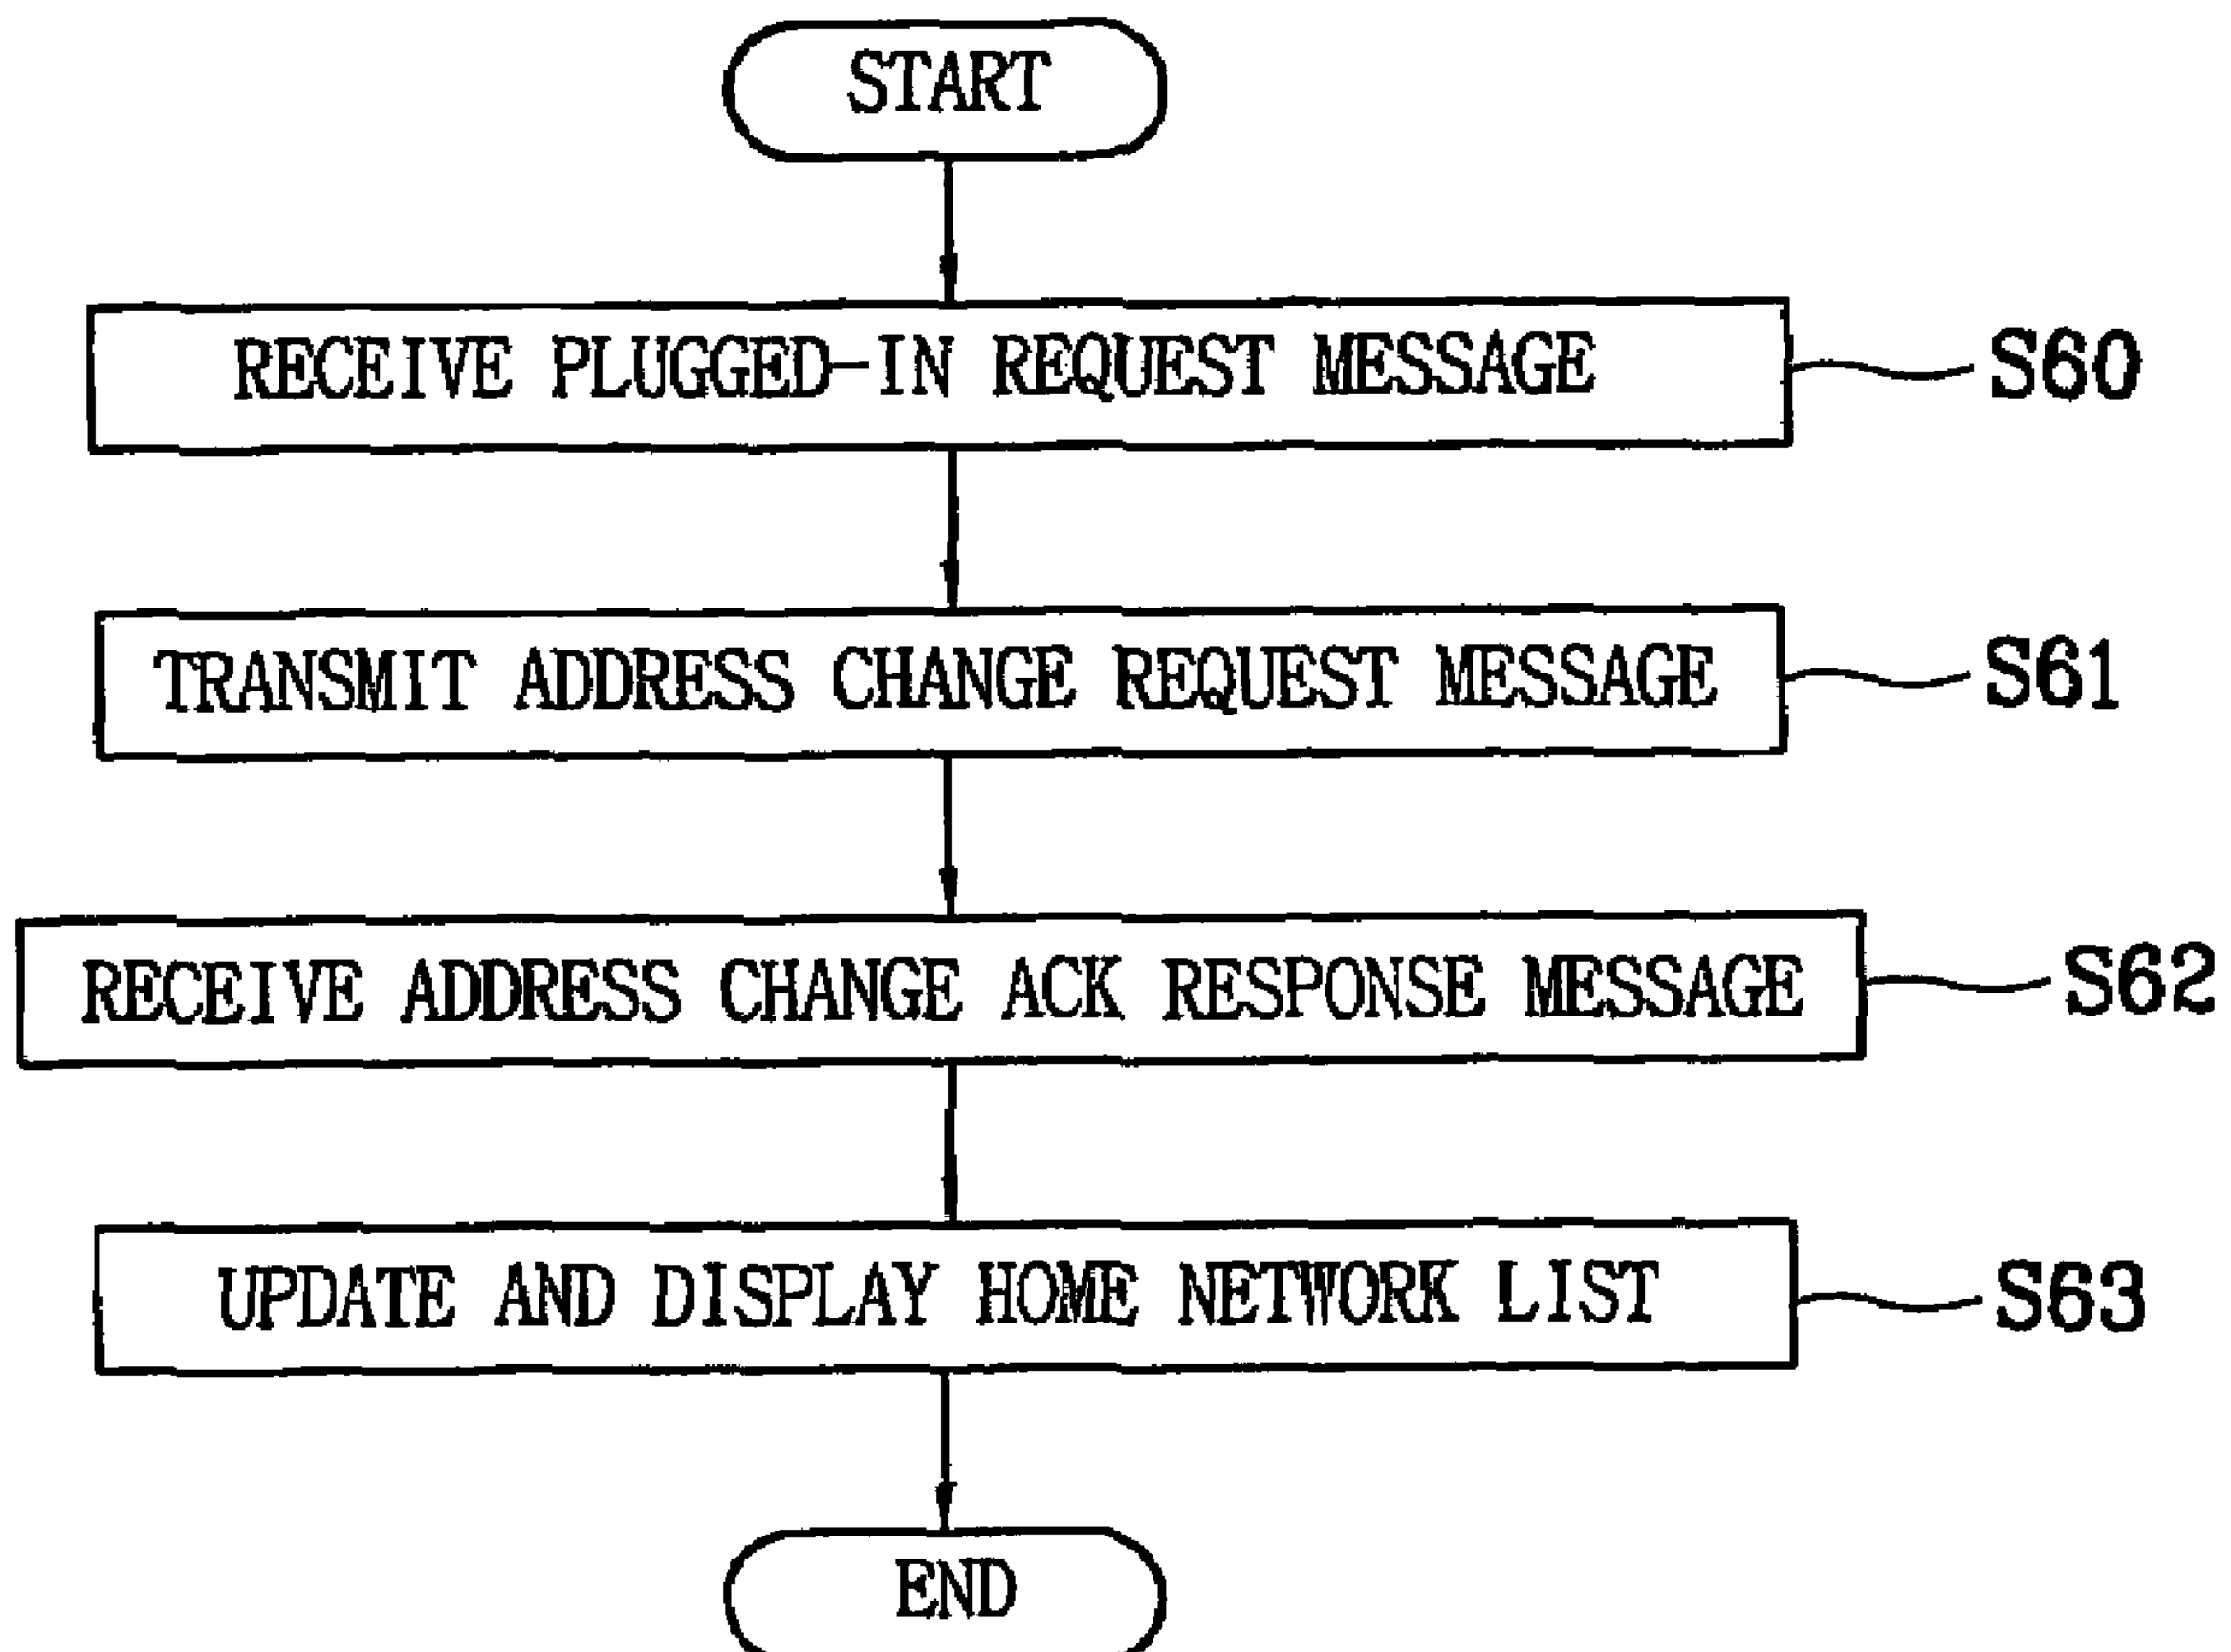 START
RECEIVE PLUGGED-IN REQUEST MESSAGE
S60
TRANSMIT ADDRESS CHANGE REQUEST MESSAGE
S61
RECEIVE ADDRESS CHANGE ACK RESPONSE MESSAGE
S62
UPDATE AND DISPLAY HOME NETWORK LIST
S63
END